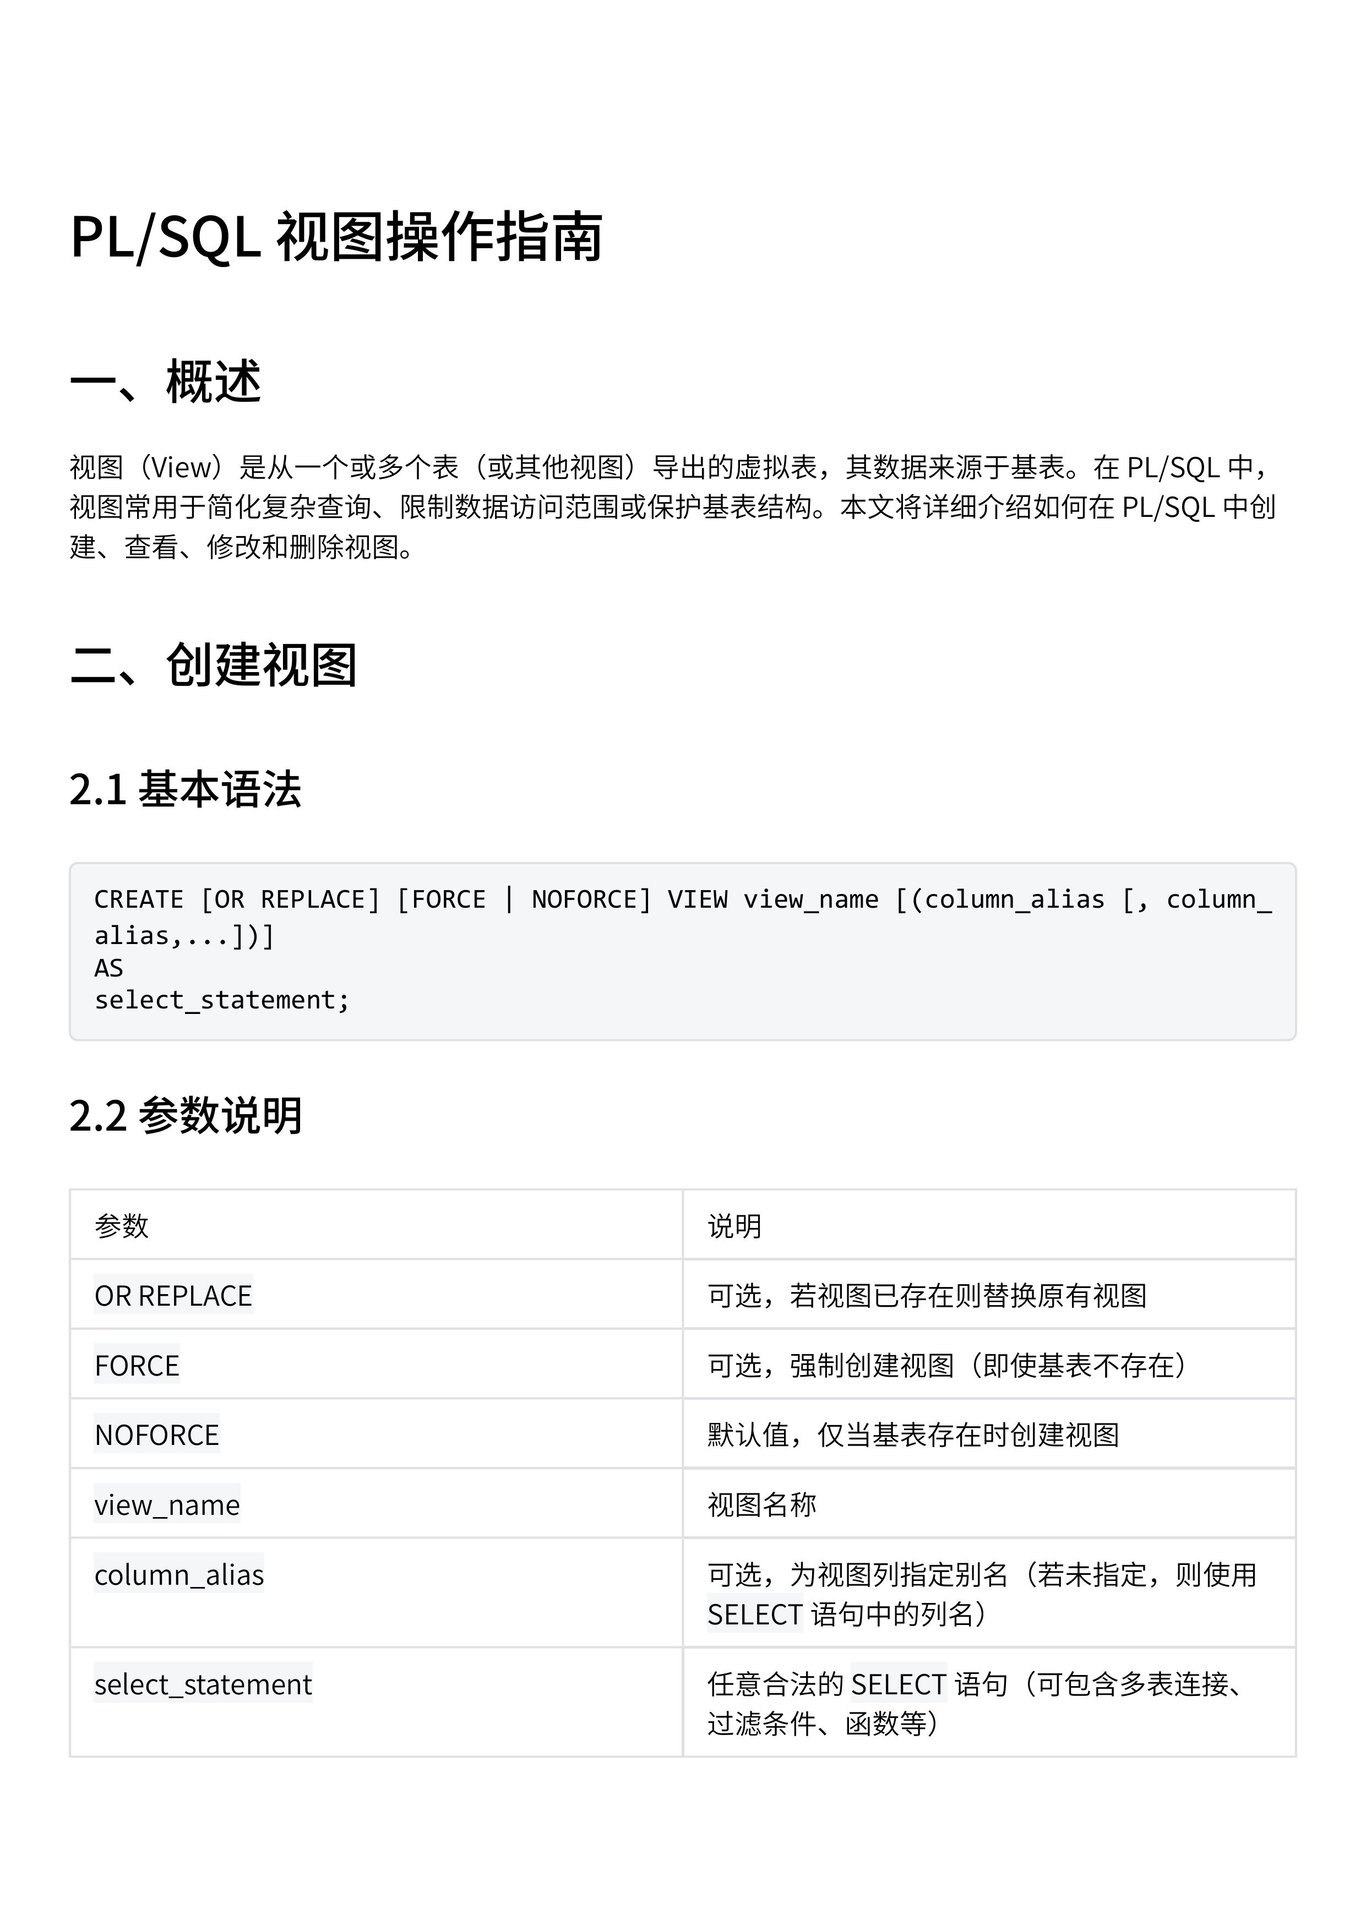 PL/SQL 视图操作指南
一、概述
视图（View）是从一个或多个表（或其他视图）导出的虚拟表，其数据来源于基表。在 PL/SQL 中，
视图常用于简化复杂查询、限制数据访问范围或保护基表结构。本文将详细介绍如何在 PL/SQL 中创
建、查看、修改和删除视图。
二、创建视图
2.1 基本语法
CREATE [OR REPLACE] [FORCE | NOFORCE] VIEW view_name [(column_alias [, column_
alias,...])]
AS
select_statement;
2.2 参数说明
参数 说明
OR REPLACE 可选，若视图已存在则替换原有视图
FORCE 可选，强制创建视图（即使基表不存在）
NOFORCE 默认值，仅当基表存在时创建视图
view_name 视图名称
column_alias 可选，为视图列指定别名（若未指定，则使用
SELECT 语句中的列名）
select_statement 任意合法的 SELECT 语句（可包含多表连接、
过滤条件、函数等）